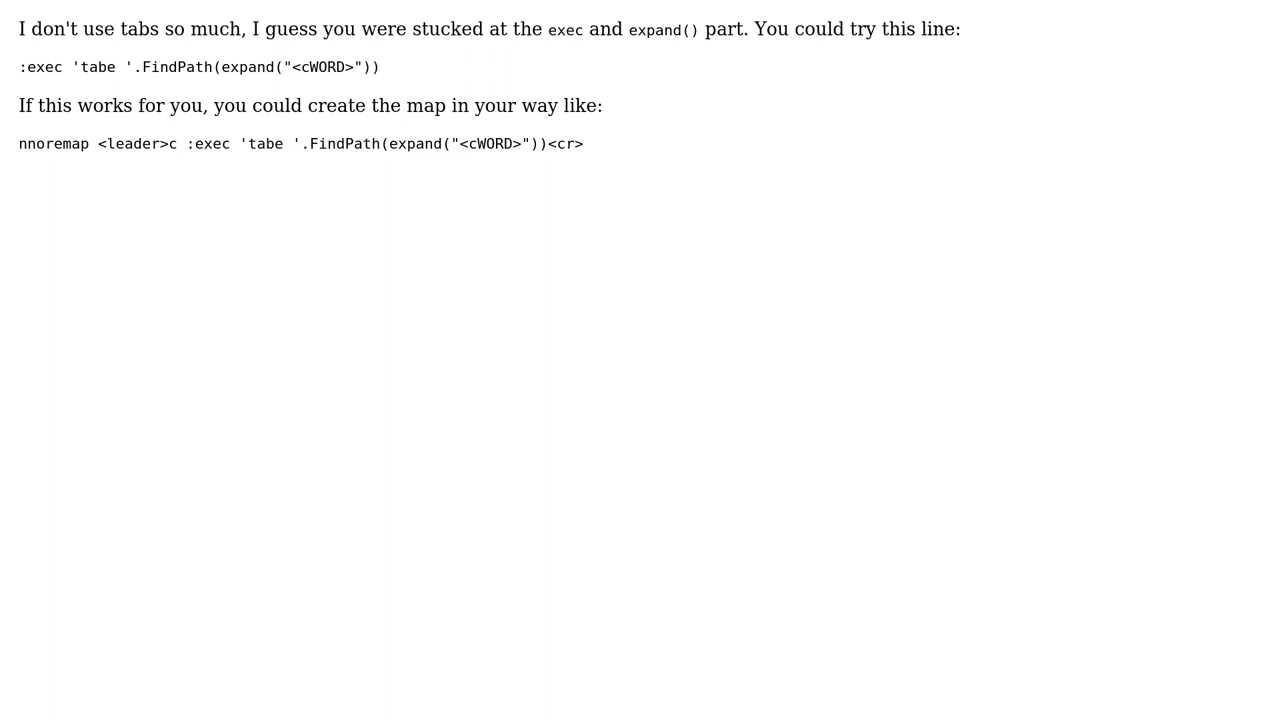 I don't use tabs so much, I guess you were stucked at the exec and expand() part. You could try this line:
:exec 'tabe '.FindPath(expand("<cWORD>"))
If this works for you, you could create the map in your way like:
nnoremap <leader>c :exec 'tabe '.FindPath(expand("<cWORD>"))<cr>